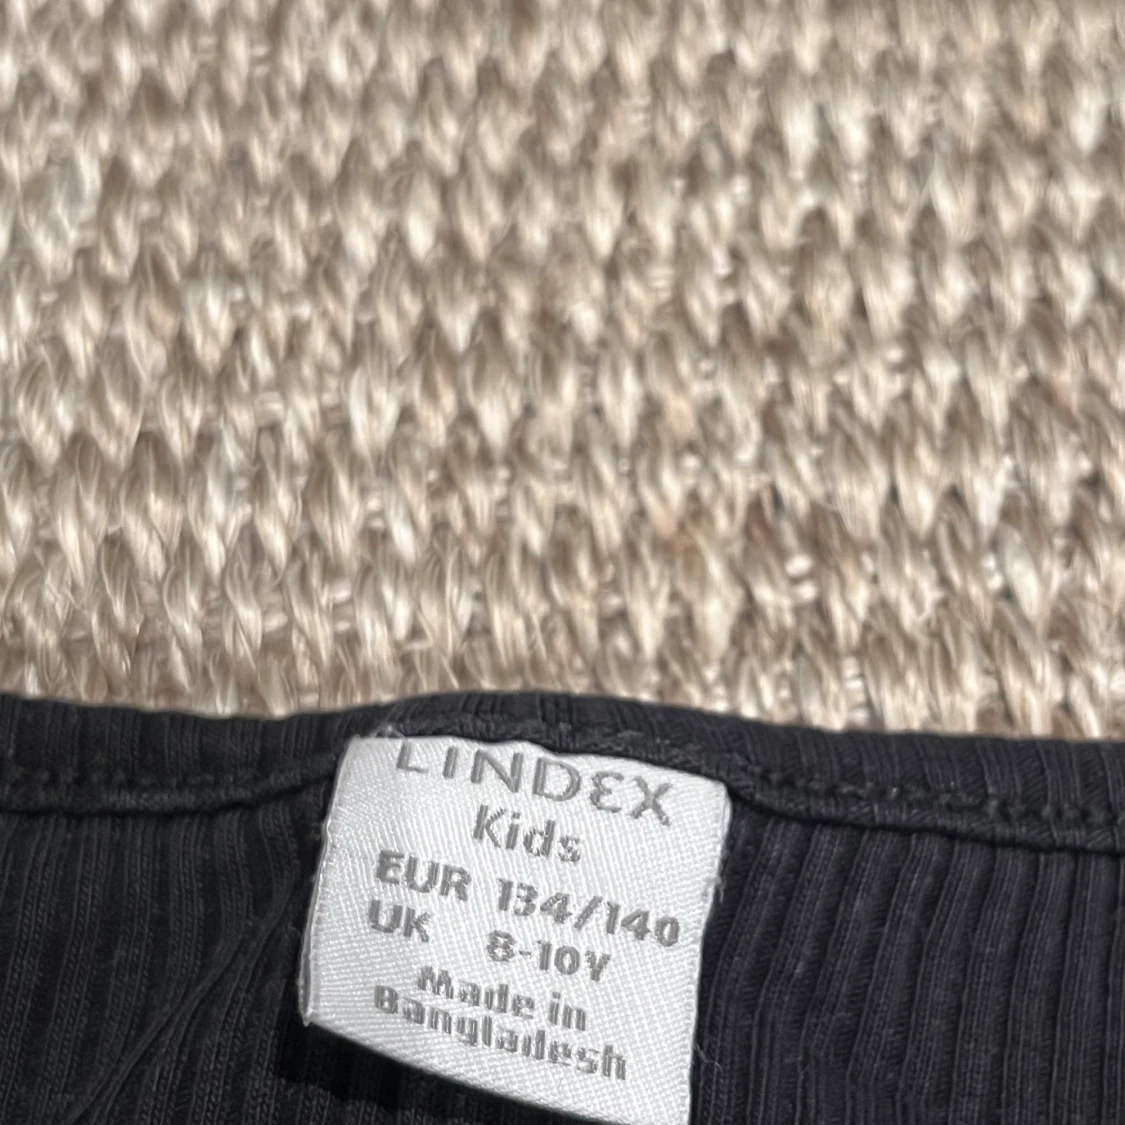 LINDEX
Kids
EUR 134/140
UK 8-10Y
Made in
Bangladesh